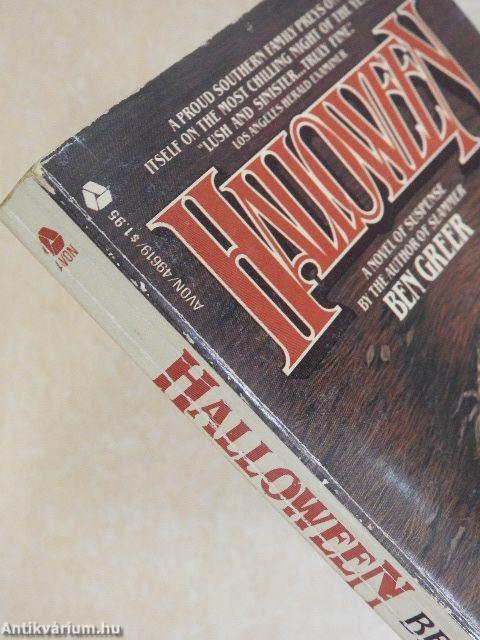 A PROUD SOUTHERN FAMILY PREYS ON
ITSELF ON THE MOST CHILLING NIGHT OF THE
"LUSH AND SINISTER...TRULY FINE."
LOS ANGELES HERALD EXAMINER
HALLOWEEN
A NOVEL OF SUSPENSE
BY THE AUTHOR OF SLAMMER
BEN GREER
AVON/49619/$1.95
AVON
HALLOWEEN BE
Antikvárium.hu